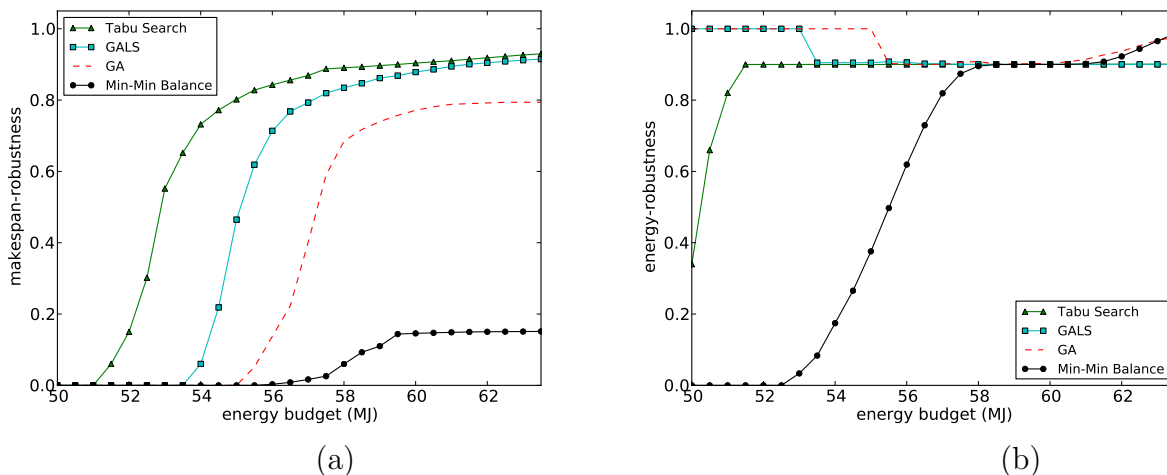 1.0
0.8
0.6
0.4
0.2
0.0
makespan-robustness
Tabu Search
GALS
GA
Min-Min Balance
50 52 54 56 58 60 62
energy budget (MJ)
(a)
1.0
0.8
0.6
0.4
0.2
0.0
energy-robustness
Tabu Search
GALS
GA
Min-Min Balance
50 52 54 56 58 60 62
energy budget (MJ)
(b)